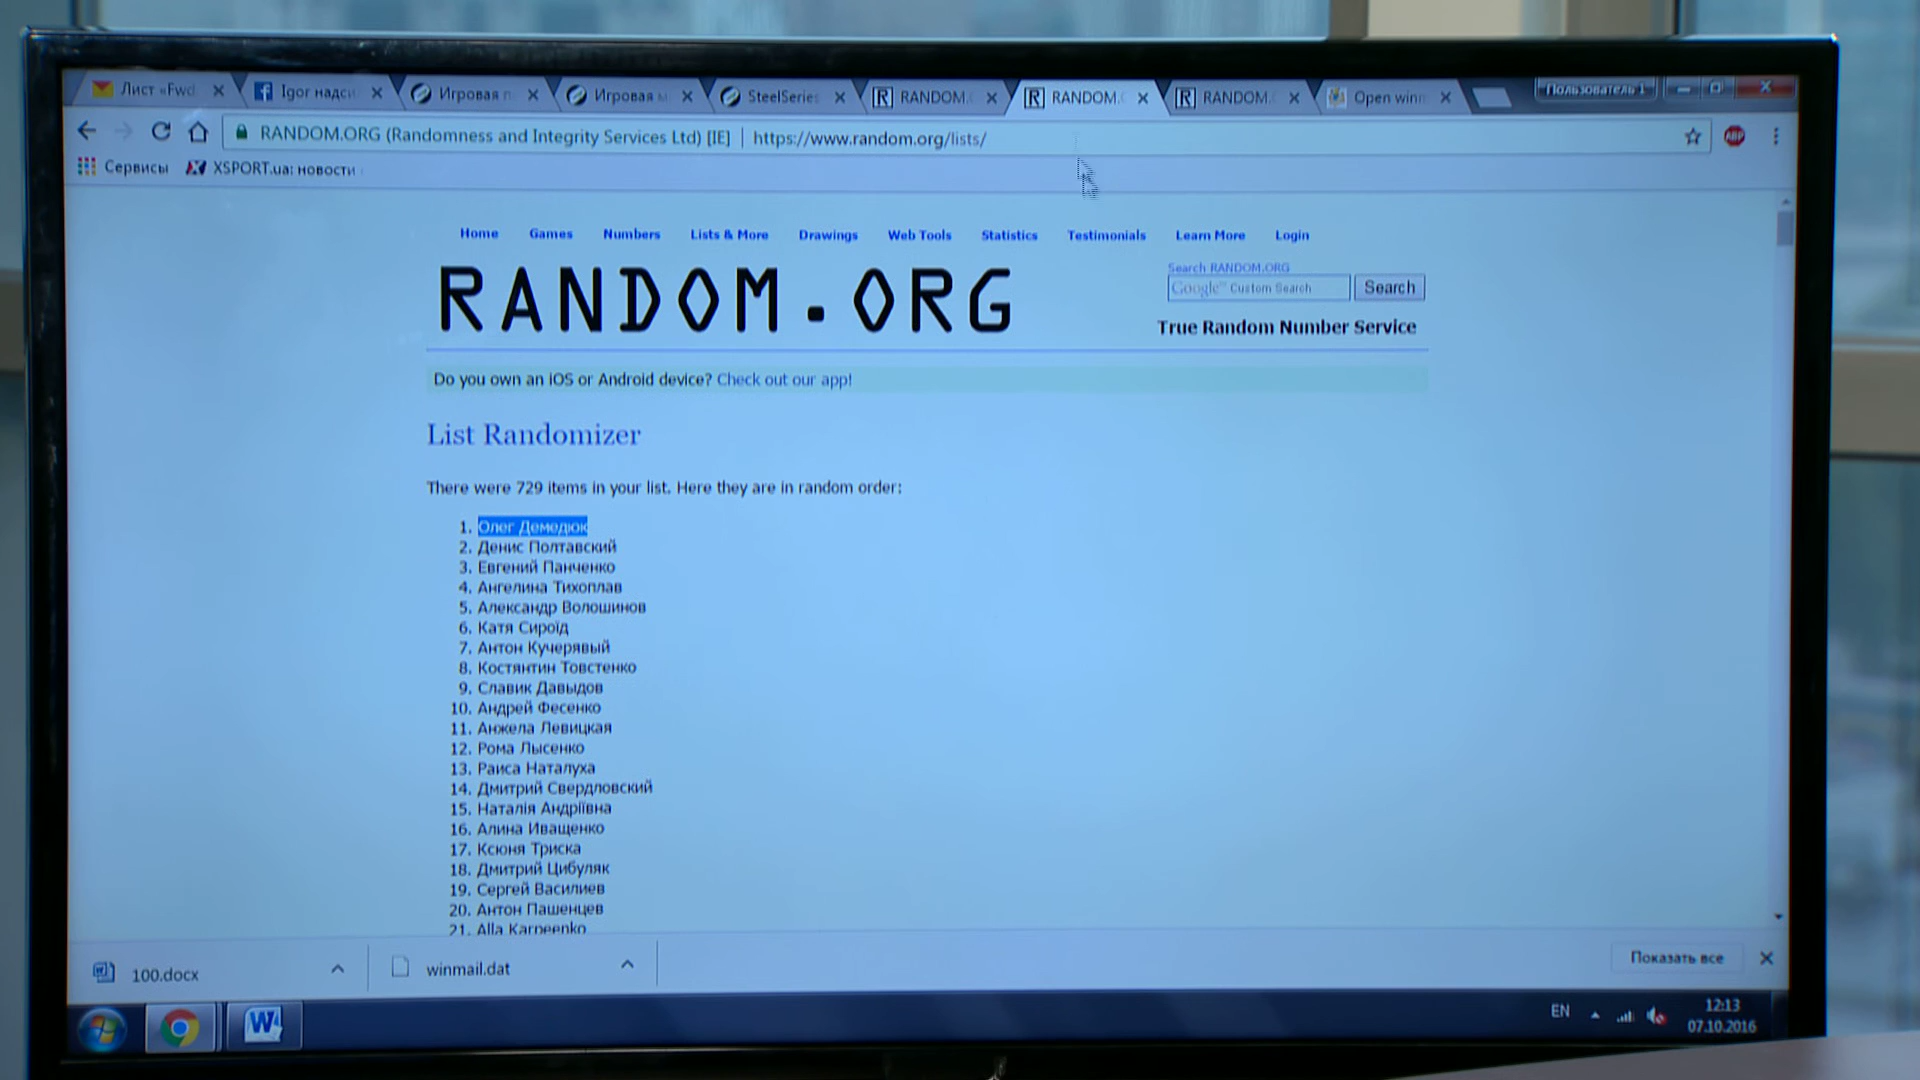 Лист «Fwd
Igor надси
Игровая п
Игровая м
SteelSeries
RANDOM.
RANDOM.
RANDOM.
Open winm
Пользователь 1
RANDOM.ORG (Randomness and Integrity Services Ltd) [IE] | https://www.random.org/lists/
ABP
Сервисы XSPORT.ua: новости
Home Games Numbers Lists & More Drawings Web Tools Statistics Testimonials Learn More Login
RANDOM.ORG
Search RANDOM.ORG
Google™ Custom Search Search
True Random Number Service
Do you own an iOS or Android device? Check out our app!
List Randomizer
There were 729 items in your list. Here they are in random order:
1. Олег Демедюк
2. Денис Полтавский
3. Евгений Панченко
4. Ангелина Тихоплав
5. Александр Волошинов
6. Катя Сироїд
7. Антон Кучерявый
8. Костянтин Товстенко
9. Славик Давыдов
10. Андрей Фесенко
11. Анжела Левицкая
12. Рома Лысенко
13. Раиса Наталуха
14. Дмитрий Свердловский
15. Наталія Андріївна
16. Алина Иващенко
17. Ксюня Триска
18. Дмитрий Цибуляк
19. Сергей Василиев
20. Антон Пашенцев
21. Alla Karpeenko
100.docx
winmail.dat
Показать все
EN
12:13
07.10.2016